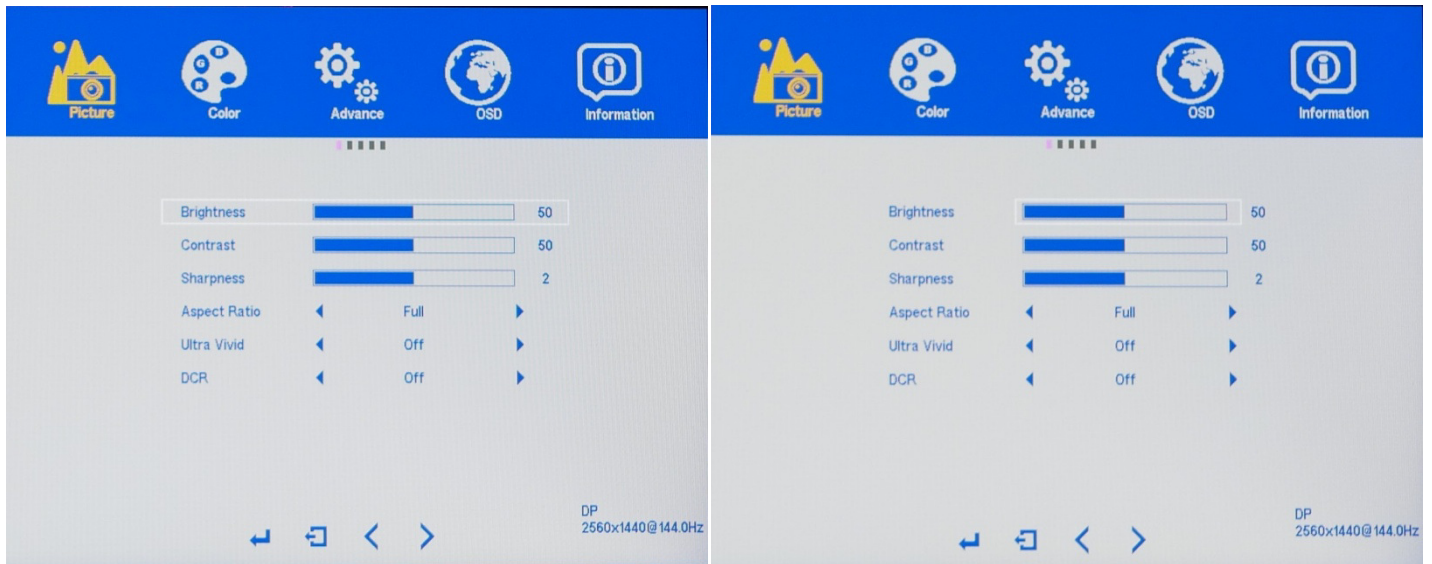 Picture Color Advance OSD Information
Brightness 50
Contrast 50
Sharpness 2
Aspect Ratio Full
Ultra Vivid Off
DCR Off
DP
2560x1440@144.0Hz
Picture Color Advance OSD Information
Brightness 50
Contrast 50
Sharpness 2
Aspect Ratio Full
Ultra Vivid Off
DCR Off
DP
2560x1440@144.0Hz